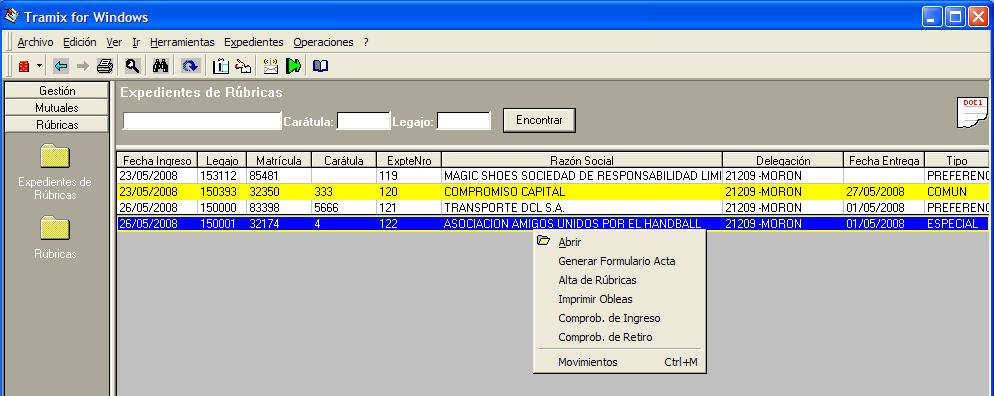 Tramix for Windows
Archivo Edición Ver Ir Herramientas Expedientes Operaciones ?
Gestión
Mutuales
Rúbricas
Expedientes de Rúbricas
Rúbricas
Expedientes de Rúbricas
Carátula: Legajo: Encontrar
DOC1
Fecha Ingreso Legajo Matrícula Carátula ExpteNro Razón Social Delegación Fecha Entrega Tipo
23/05/2008 153112 85481 119 MAGIC SHOES SOCIEDAD DE RESPONSABILIDAD LIMI 21209 -MORON PREFERENC
23/05/2008 150393 32350 333 120 COMPROMISO CAPITAL 21209 -MORON 27/05/2008 COMUN
26/05/2008 150000 83398 5666 121 TRANSPORTE DCL S.A. 21209 -MORON 01/05/2008 PREFERENC
26/05/2008 150001 32174 4 122 ASOCIACION AMIGOS UNIDOS POR EL HANDBALL 21209 -MORON 01/05/2008 ESPECIAL
Abrir
Generar Formulario Acta
Alta de Rúbricas
Imprimir Obleas
Comprob. de Ingreso
Comprob. de Retiro
Movimientos Ctrl+M